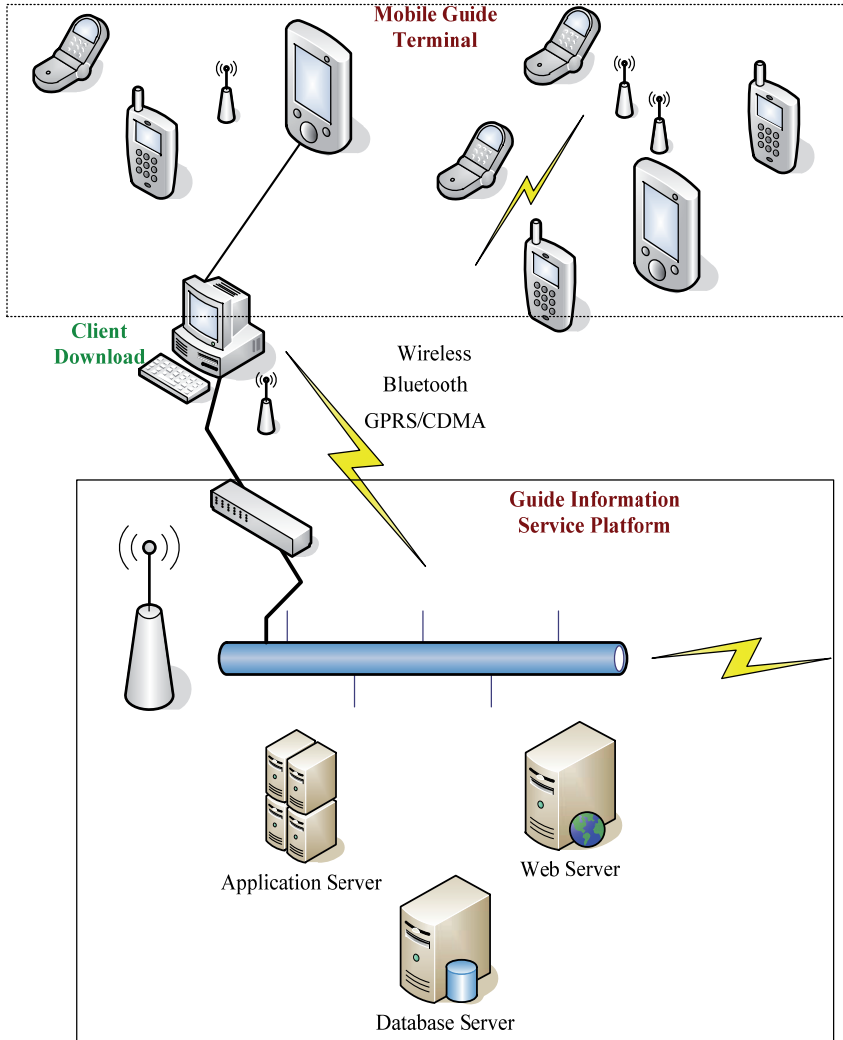 Mobile Guide
Terminal
Client
Download
Wireless
Bluetooth
GPRS/CDMA
Guide Information
Service Platform
Application Server
Web Server
Database Server